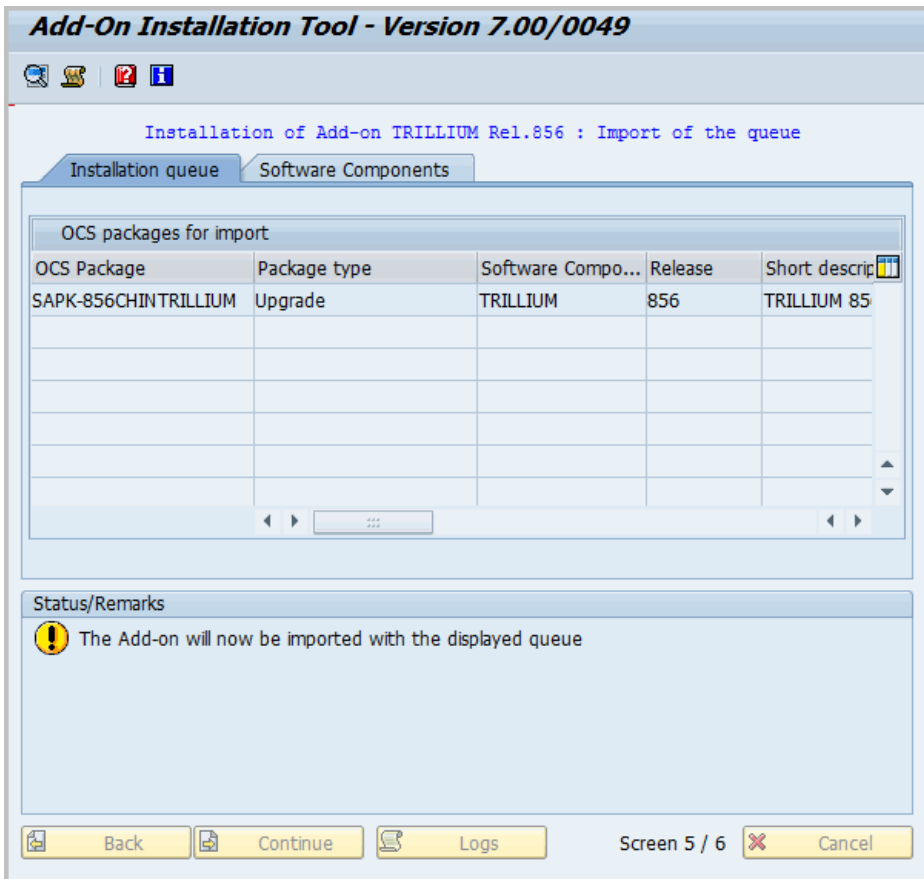 Add-On Installation Tool - Version 7.00/0049
Installation of Add-on TRILLIUM Rel.856 : Import of the queue
Installation queue Software Components
OCS packages for import
OCS Package Package type Software Compo... Release Short descrip
SAPK-856CHINTRILLIUM Upgrade TRILLIUM 856 TRILLIUM 85
Status/Remarks
The Add-on will now be imported with the displayed queue
Back Continue Logs Screen 5 / 6 Cancel